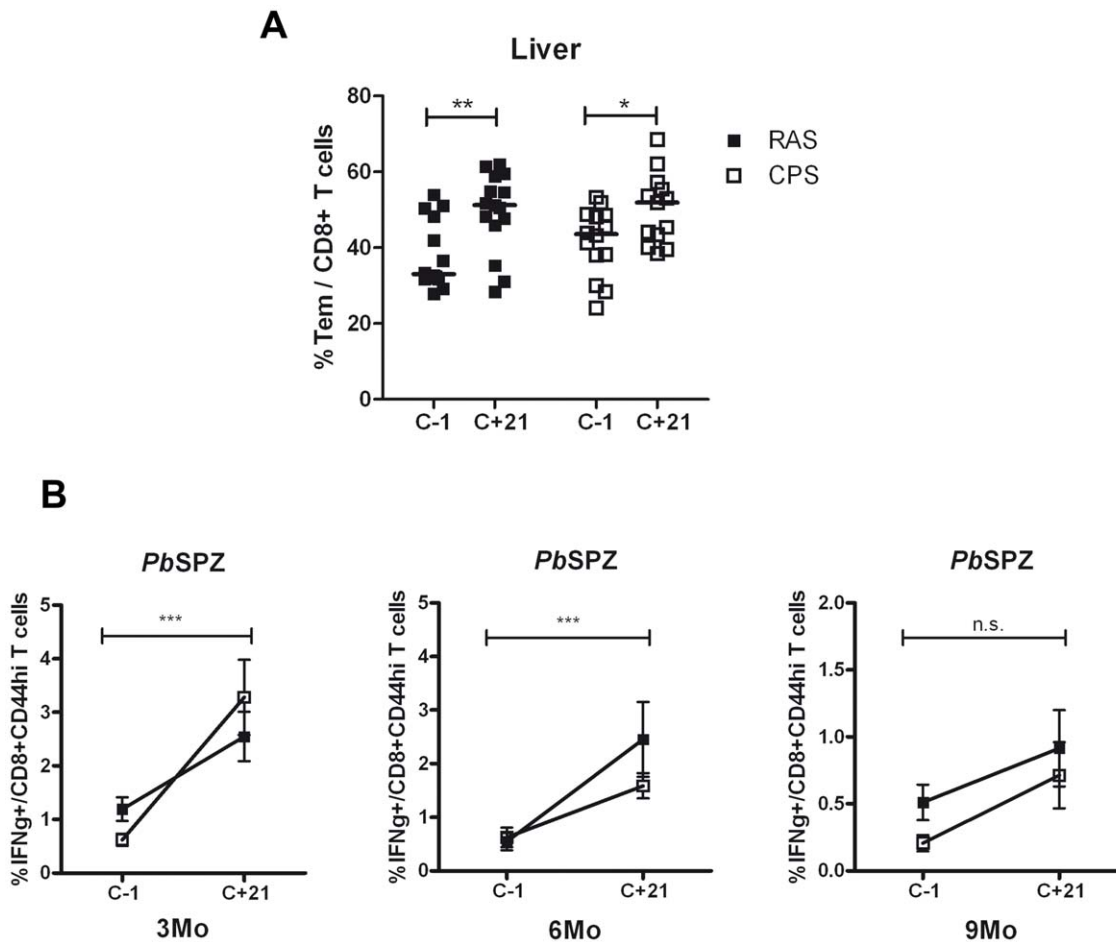 A
Liver
% Tem / CD8+ T cells
80
60
40
20
0
**
*
C-1
C+21
C-1
C+21
RAS
CPS
B
PbSPZ
%IFNg+/CD8+CD44hi T cells
5
4
3
2
1
0
***
C-1
C+21
3Mo
PbSPZ
%IFNg+/CD8+CD44hi T cells
5
4
3
2
1
0
***
C-1
C+21
6Mo
PbSPZ
%IFNg+/CD8+CD44hi T cells
2.0
1.5
1.0
0.5
0.0
n.s.
C-1
C+21
9Mo